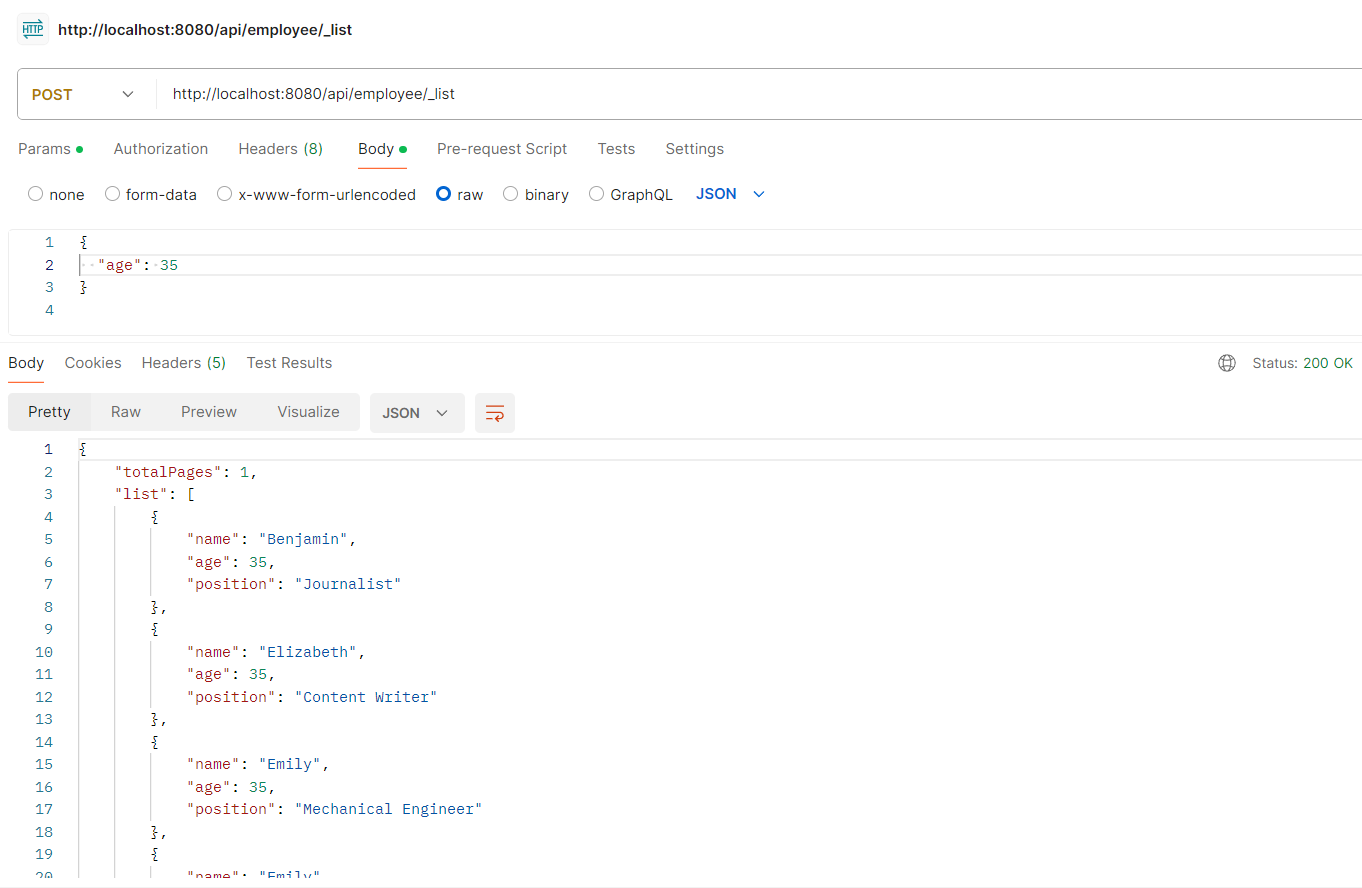 HTTP http://localhost:8080/api/employee/_list
POST http://localhost:8080/api/employee/_list
Params Authorization Headers (8) Body Pre-request Script Tests Settings
none form-data x-www-form-urlencoded raw binary GraphQL JSON
1 {
2 "age": 35
3 }
4
Body Cookies Headers (5) Test Results Status: 200 OK
Pretty Raw Preview Visualize JSON
1 {
2 "totalPages": 1,
3 "list": [
4 {
5 "name": "Benjamin",
6 "age": 35,
7 "position": "Journalist"
8 },
9 {
10 "name": "Elizabeth",
11 "age": 35,
12 "position": "Content Writer"
13 },
14 {
15 "name": "Emily",
16 "age": 35,
17 "position": "Mechanical Engineer"
18 },
19 {
20 "name": "Emily"